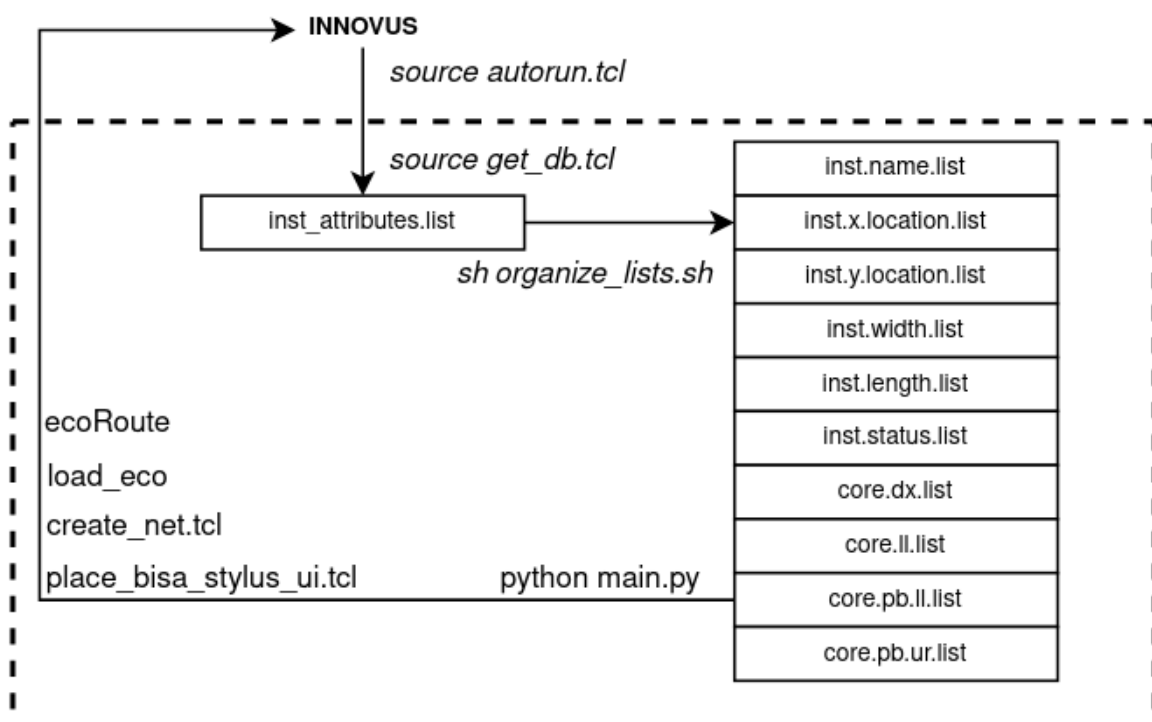 INNOVUS
source autorun.tcl
source get_db.tcl
inst_attributes.list
sh organize_lists.sh
inst.name.list
inst.x.location.list
inst.y.location.list
inst.width.list
inst.length.list
inst.status.list
core.dx.list
core.ll.list
core.pb.ll.list
core.pb.ur.list
python main.py
ecoRoute
load_eco
create_net.tcl
place_bisa_stylus_ui.tcl